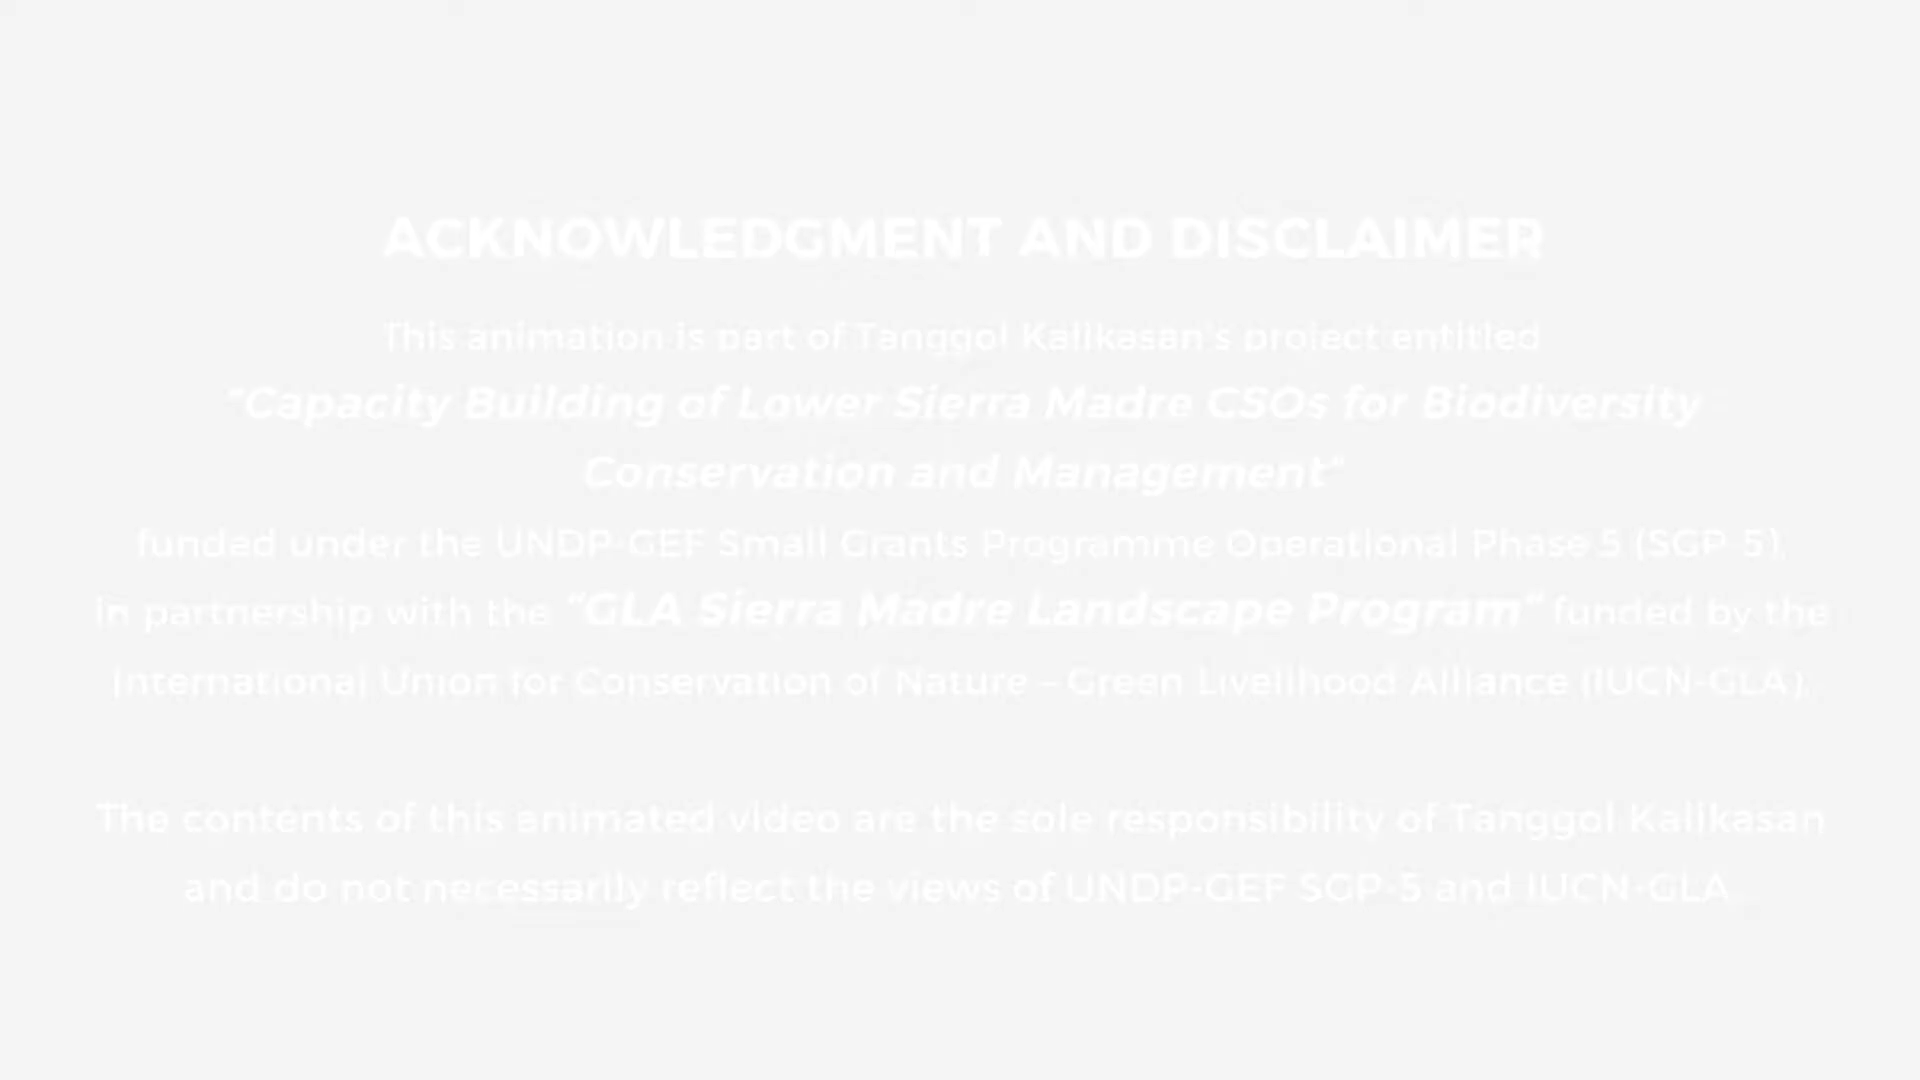 ACKNOWLEDGMENT AND DISCLAIMER
This animation is part of Tanggol Kalikasan's project entitled
"Capacity Building of Lower Sierra Madre CSOs for Biodiversity
Conservation and Management"
funded under the UNDP-GEF Small Grants Programme Operational Phase 5 (SGP-5),
in partnership with the "GLA Sierra Madre Landscape Program" funded by the
International Union for Conservation of Nature – Green Livelihood Alliance (IUCN-GLA).
The contents of this animated video are the sole responsibility of Tanggol Kalikasan
and do not necessarily reflect the views of UNDP-GEF SGP-5 and IUCN-GLA.